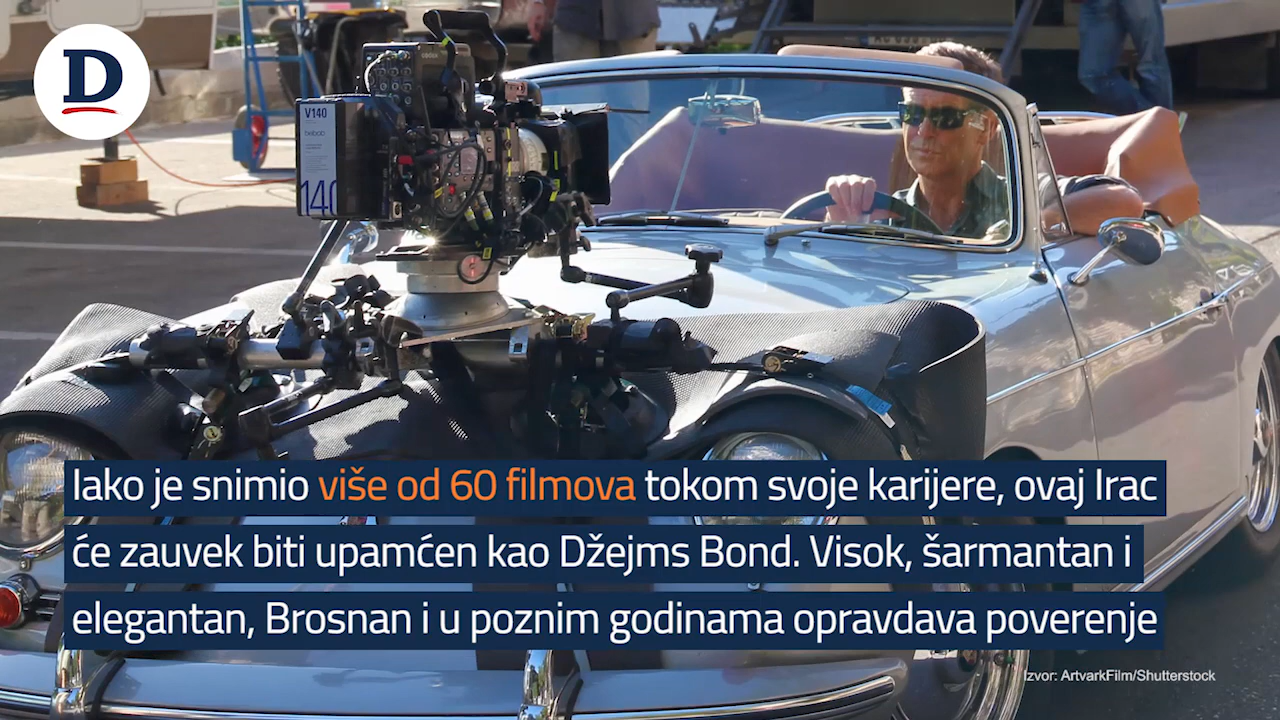 D
V140
bebob
140
Iako je snimio više od 60 filmova tokom svoje karijere, ovaj Irac
će zauvek biti upamćen kao Džejms Bond. Visok, šarmantan i
elegantan, Brosnan i u poznim godinama opravdava poverenje
Izvor: ArtvarkFilm/Shutterstock